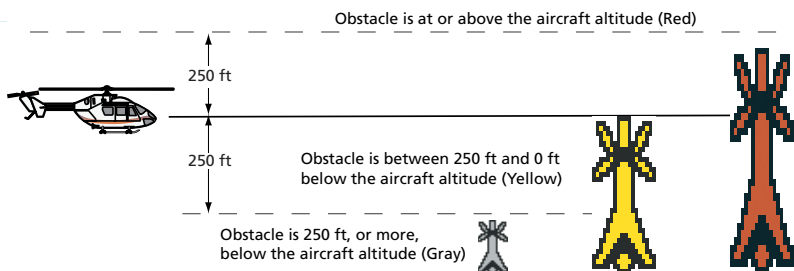 Obstacle is at or above the aircraft altitude (Red)
250 ft
250 ft
Obstacle is between 250 ft and 0 ft
below the aircraft altitude (Yellow)
Obstacle is 250 ft, or more,
below the aircraft altitude (Gray)